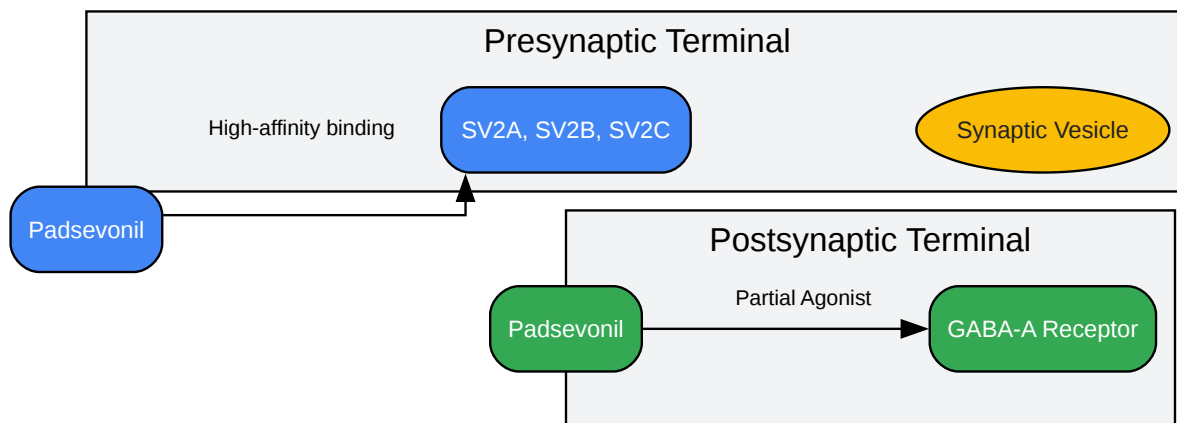 Presynaptic Terminal
High-affinity binding
SV2A, SV2B, SV2C
Synaptic Vesicle
Padsevonil
Postsynaptic Terminal
Partial Agonist
Padsevonil
GABA-A Receptor